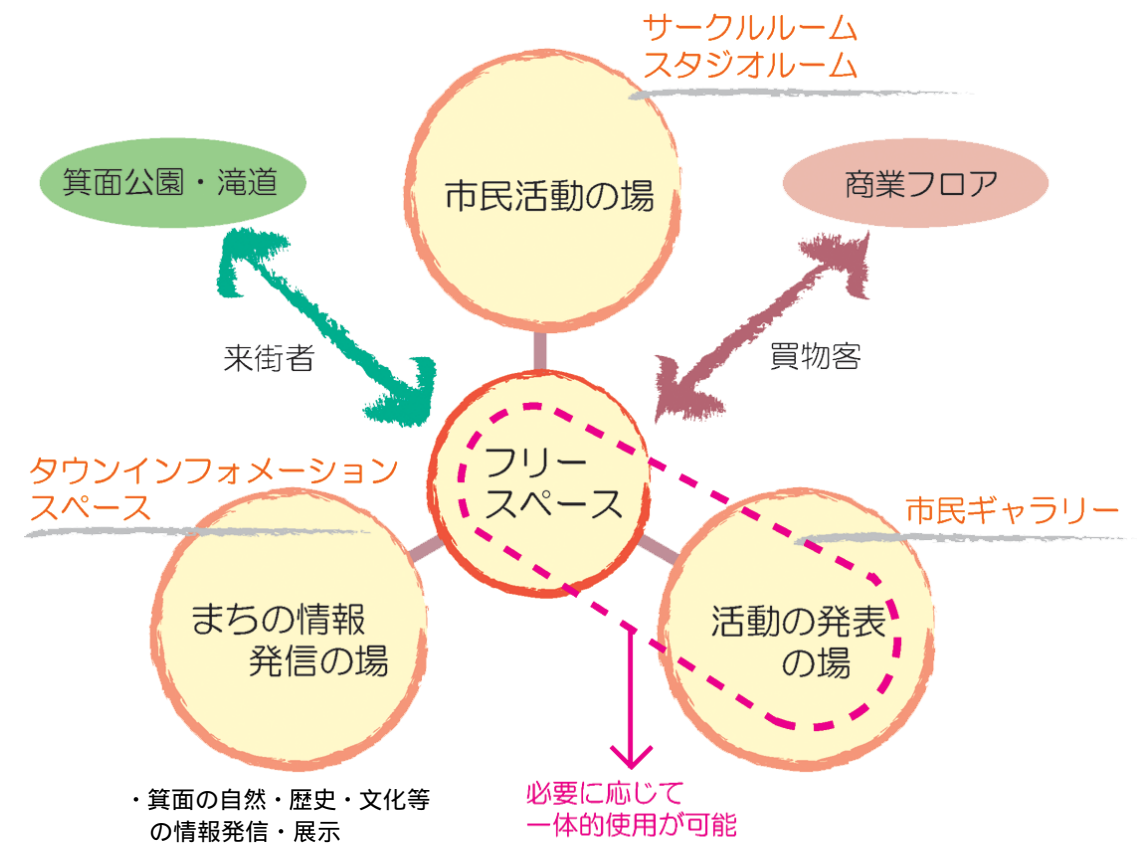 サークルルーム
スタジオルーム
市民活動の場
箕面公園・滝道
商業フロア
来街者
買物客
フリー
スペース
タウンインフォメーション
スペース
市民ギャラリー
まちの情報
発信の場
活動の発表
の場
・箕面の自然・歴史・文化等
の情報発信・展示
必要に応じて
一体的使用が可能